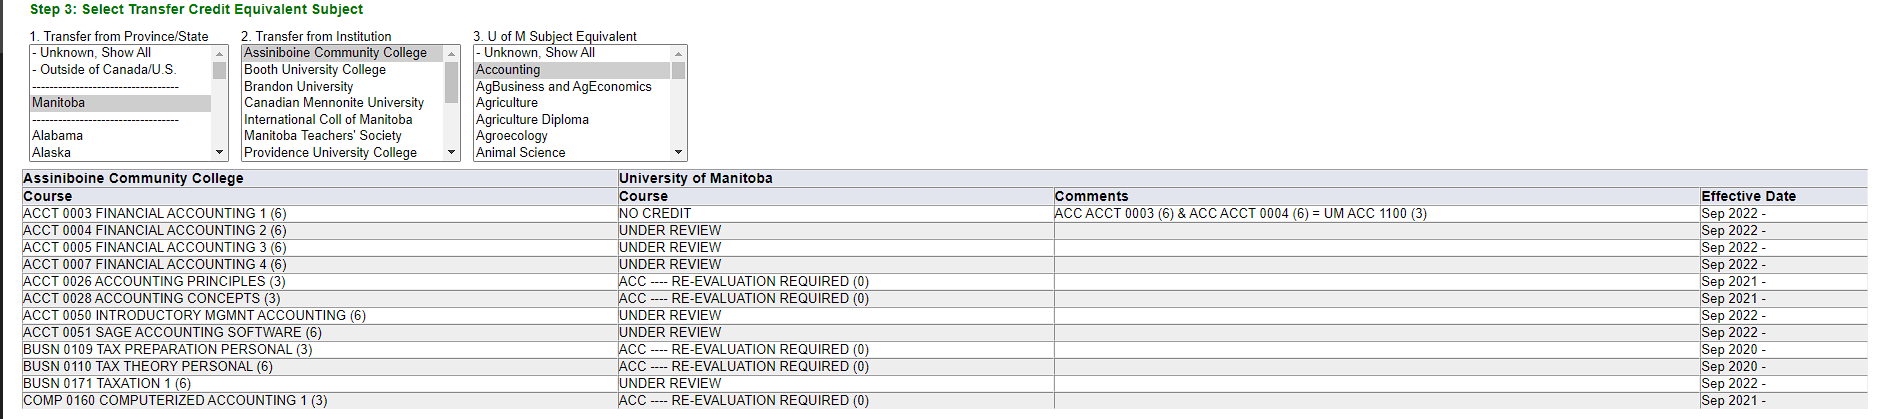 Step 3: Select Transfer Credit Equivalent Subject
1. Transfer from Province/State 2. Transfer from Institution 3. U of M Subject Equivalent
- Unknown, Show All
- Outside of Canada/U.S.
----------------------------------
Manitoba
----------------------------------
Alabama
Alaska
Assiniboine Community College
Booth University College
Brandon University
Canadian Mennonite University
International Coll of Manitoba
Manitoba Teachers' Society
Providence University College
- Unknown, Show All
Accounting
AgBusiness and AgEconomics
Agriculture
Agriculture Diploma
Agroecology
Animal Science
Assiniboine Community College University of Manitoba
Course Course Comments Effective Date
ACCT 0003 FINANCIAL ACCOUNTING 1 (6) NO CREDIT ACC ACCT 0003 (6) & ACC ACCT 0004 (6) = UM ACC 1100 (3) Sep 2022 -
ACCT 0004 FINANCIAL ACCOUNTING 2 (6) UNDER REVIEW Sep 2022 -
ACCT 0005 FINANCIAL ACCOUNTING 3 (6) UNDER REVIEW Sep 2022 -
ACCT 0007 FINANCIAL ACCOUNTING 4 (6) UNDER REVIEW Sep 2022 -
ACCT 0026 ACCOUNTING PRINCIPLES (3) ACC ---- RE-EVALUATION REQUIRED (0) Sep 2021 -
ACCT 0028 ACCOUNTING CONCEPTS (3) ACC ---- RE-EVALUATION REQUIRED (0) Sep 2021 -
ACCT 0050 INTRODUCTORY MGMNT ACCOUNTING (6) UNDER REVIEW Sep 2022 -
ACCT 0051 SAGE ACCOUNTING SOFTWARE (6) UNDER REVIEW Sep 2022 -
BUSN 0109 TAX PREPARATION PERSONAL (3) ACC ---- RE-EVALUATION REQUIRED (0) Sep 2020 -
BUSN 0110 TAX THEORY PERSONAL (6) ACC ---- RE-EVALUATION REQUIRED (0) Sep 2020 -
BUSN 0171 TAXATION 1 (6) UNDER REVIEW Sep 2022 -
COMP 0160 COMPUTERIZED ACCOUNTING 1 (3) ACC ---- RE-EVALUATION REQUIRED (0) Sep 2021 -